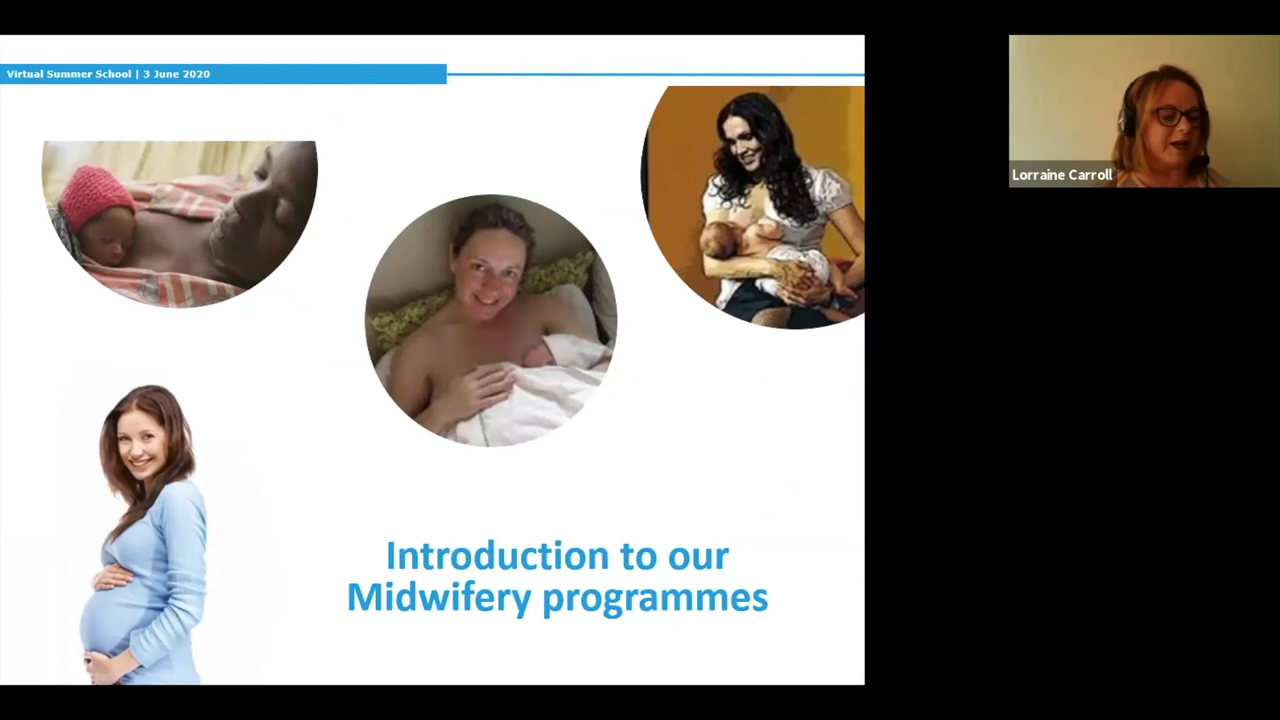 Virtual Summer School | 3 June 2020
Lorraine Carroll
Introduction to our
Midwifery programmes